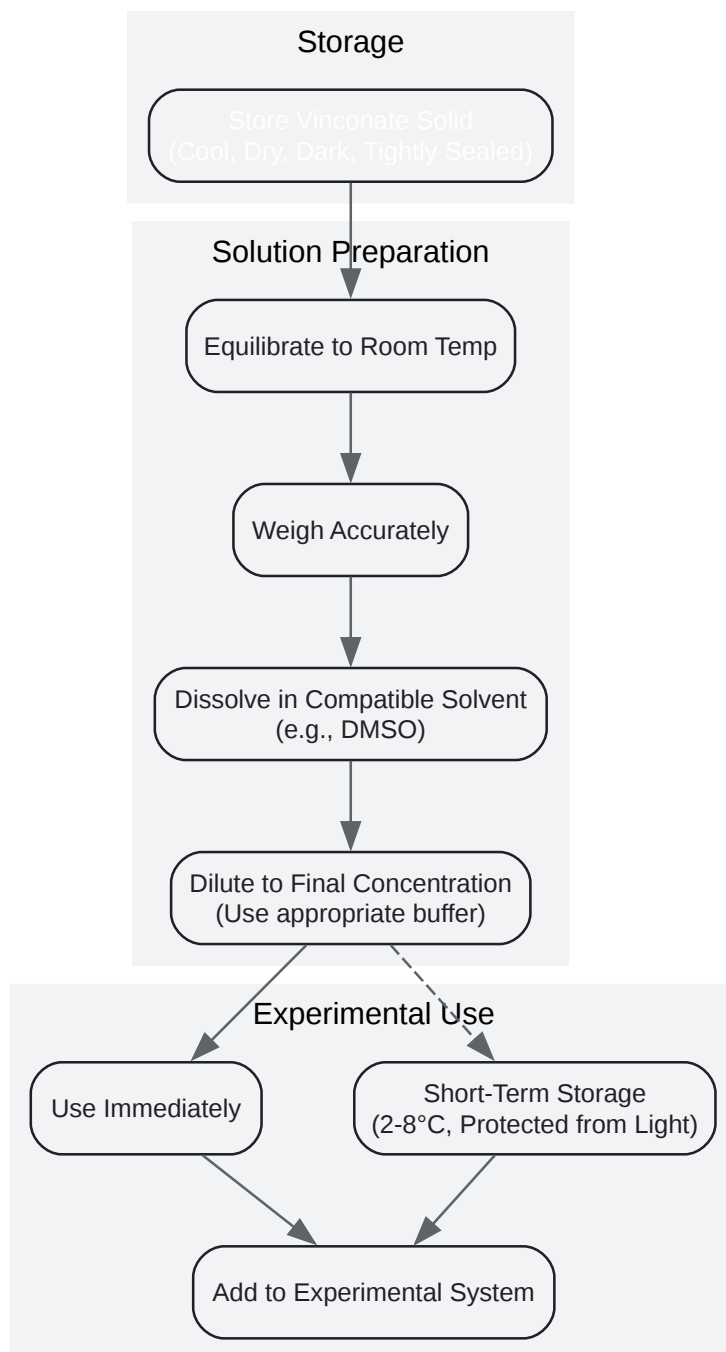 Storage
Store Vinconate Solid
(Cool, Dry, Dark, Tightly Sealed)
Solution Preparation
Equilibrate to Room Temp
Weigh Accurately
Dissolve in Compatible Solvent
(e.g., DMSO)
Dilute to Final Concentration
(Use appropriate buffer)
Experimental Use
Use Immediately
Short-Term Storage
(2-8°C, Protected from Light)
Add to Experimental System